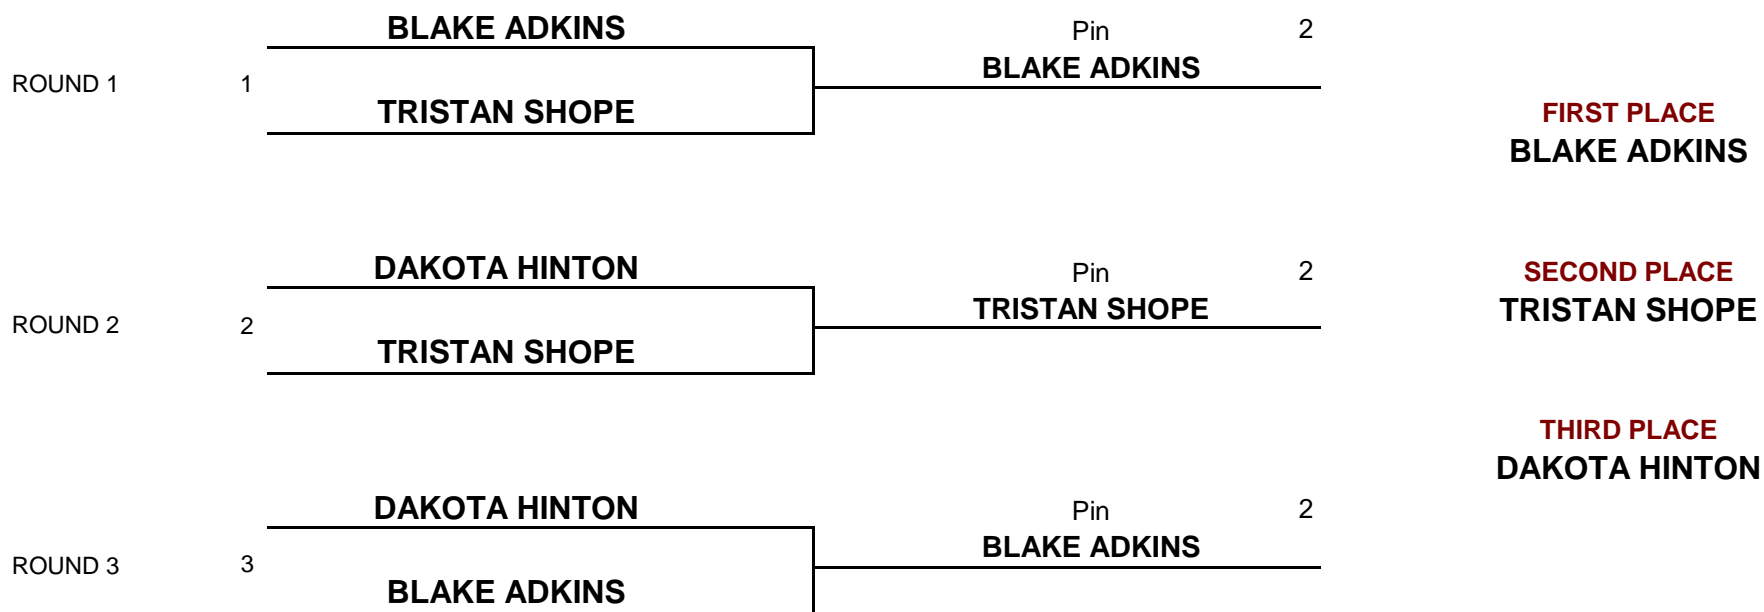 BLAKE ADKINS
Pin 2
ROUND 1 1
BLAKE ADKINS
TRISTAN SHOPE
FIRST PLACE
BLAKE ADKINS
DAKOTA HINTON
Pin 2
SECOND PLACE
ROUND 2 2
TRISTAN SHOPE
TRISTAN SHOPE
TRISTAN SHOPE
THIRD PLACE
DAKOTA HINTON
DAKOTA HINTON
Pin 2
ROUND 3 3
BLAKE ADKINS
BLAKE ADKINS